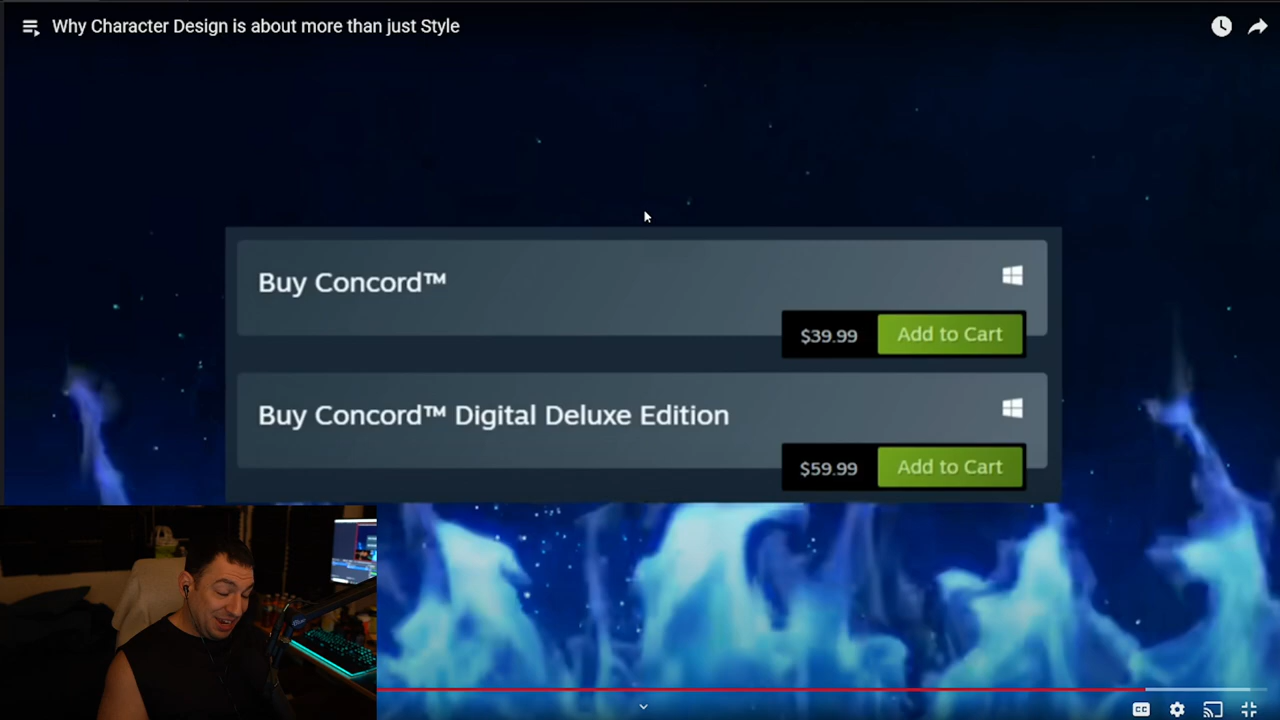 Why Character Design is about more than just Style
Buy Concord™
$39.99 Add to Cart
Buy Concord™ Digital Deluxe Edition
$59.99 Add to Cart
CC